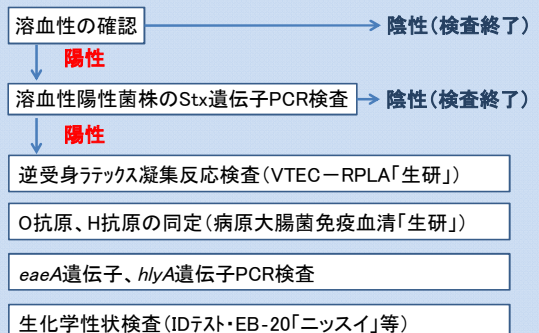 溶血性の確認
陰性(検査終了)
陽性
溶血性陽性菌株のStx遺伝子PCR検査
陰性(検査終了)
陽性
逆受身ラテックス凝集反応検査(VTEC-RPLA「生研」)
O抗原、H抗原の同定(病原大腸菌免疫血清「生研」)
eaeA遺伝子、hlyA遺伝子PCR検査
生化学性状検査(IDテスト・EB-20「ニッスイ」等)